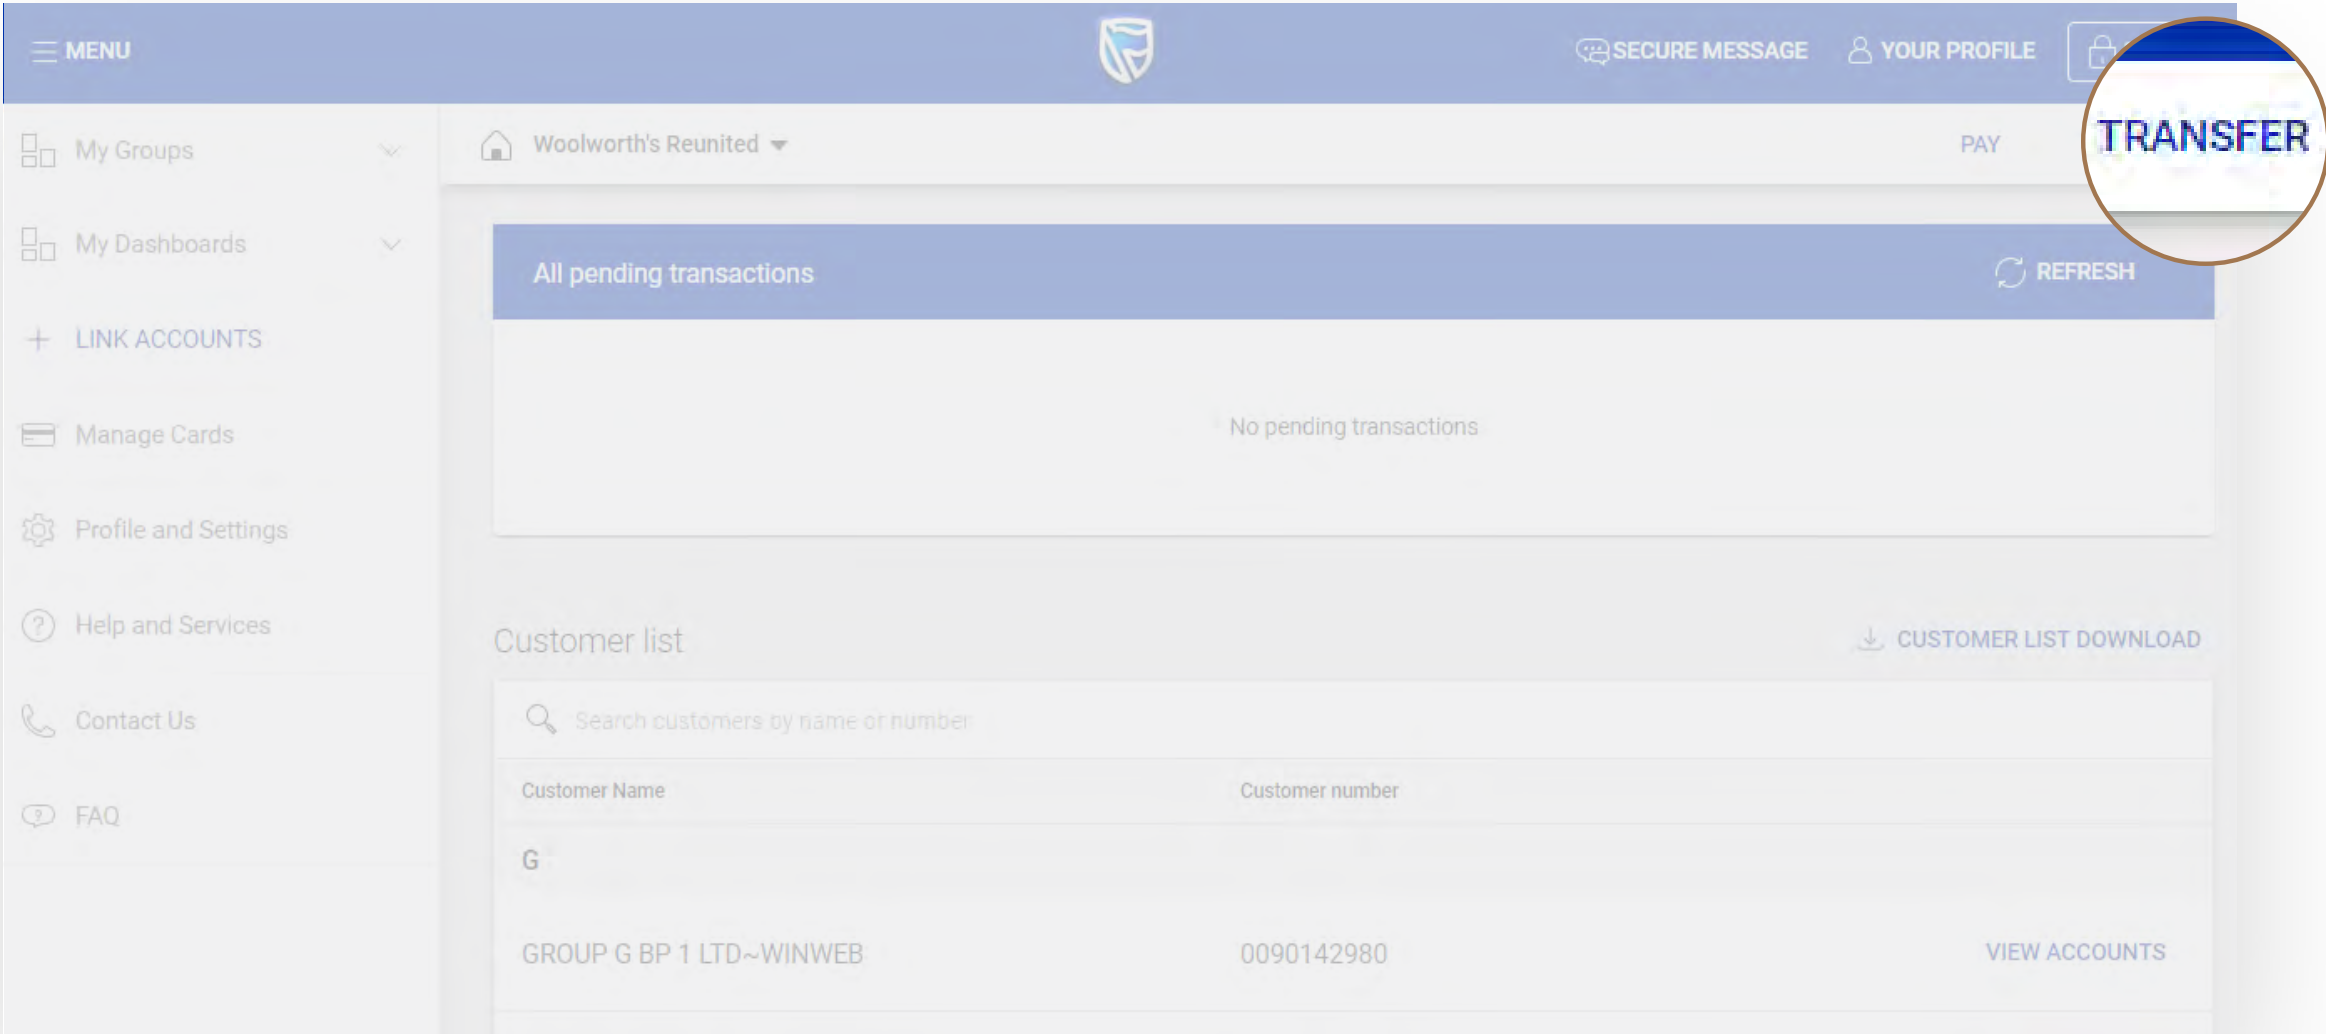 MENU
SECURE MESSAGE
YOUR PROFILE
My Groups
Woolworth's Reunited
PAY
TRANSFER
My Dashboards
All pending transactions
REFRESH
LINK ACCOUNTS
No pending transactions
Manage Cards
Profile and Settings
Help and Services
Customer list
CUSTOMER LIST DOWNLOAD
Contact Us
Search customers by name or number
Customer Name
Customer number
FAQ
G
GROUP G BP 1 LTD~WINWEB
0090142980
VIEW ACCOUNTS